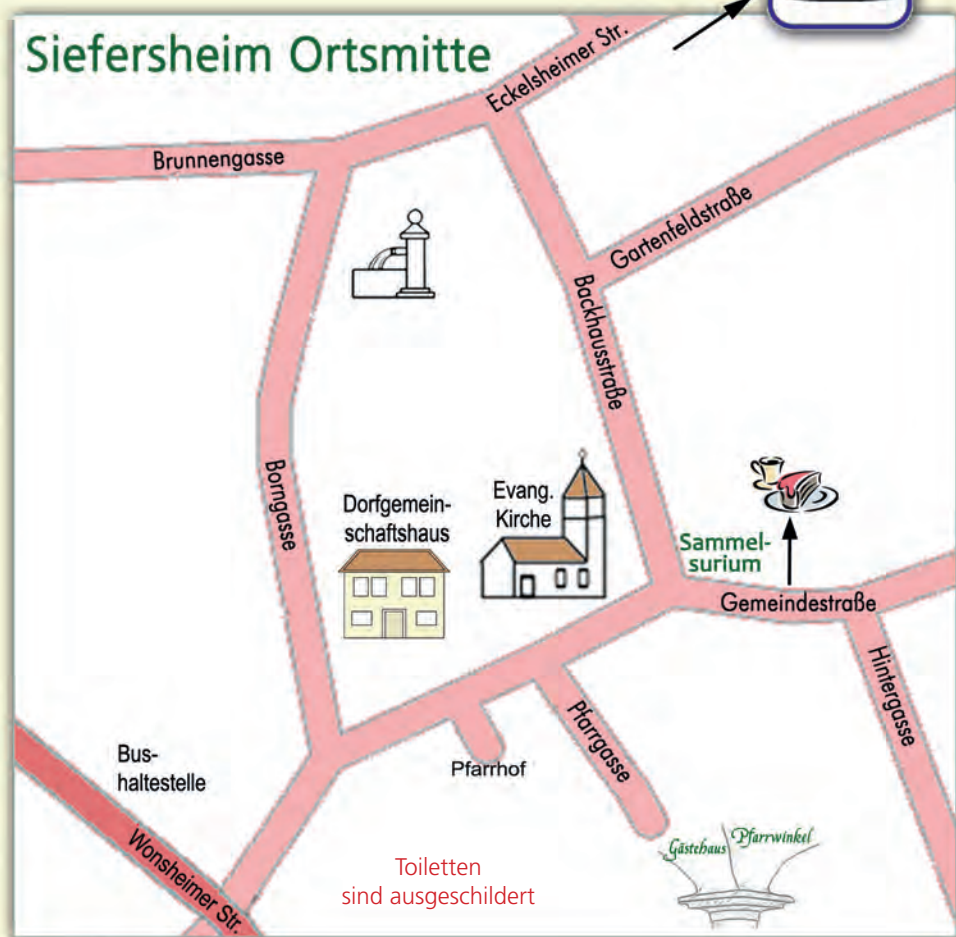 Siefersheim Ortsmitte
Eckelsheimer Str.
Brunnengasse
Gartenfeldstraße
Backhausstraße
Borngasse
Dorfgemein-
schaftshaus
Evang.
Kirche
Sammel-
surium
Gemeindestraße
Hintergasse
Pfarrgasse
Pfarrhof
Bus-
haltestelle
Wonsheimer Str.
Toiletten
sind ausgeschildert
Gästehaus Pfarrwinkel